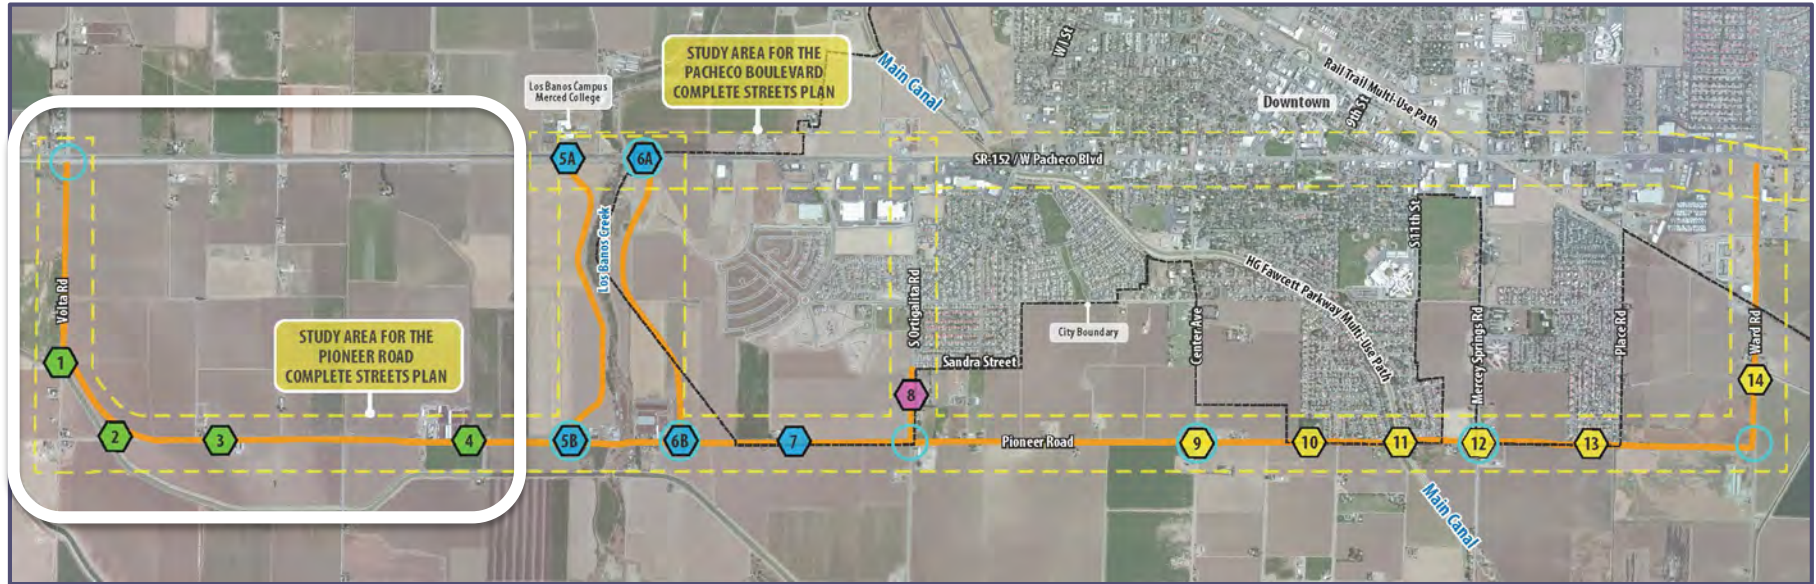 STUDY AREA FOR THE
PACHECO BOULEVARD
COMPLETE STREETS PLAN
Los Banos Campus
Merced College
Main Canal
W I St
Rail Trail Multi-Use Path
Downtown
9th St
5A
6A
SR-152 / W Pacheco Blvd
Volta Rd
Los Banos Creek
S Ortigalita Rd
S 11th St
HG Fawcett Parkway Multi-Use Path
City Boundary
Center Ave
Mercey Springs Rd
Place Rd
Ward Rd
STUDY AREA FOR THE
PIONEER ROAD
COMPLETE STREETS PLAN
Sandra Street
1
8
14
2
3
4
5B
6B
7
Pioneer Road
9
10
11
12
13
Main Canal